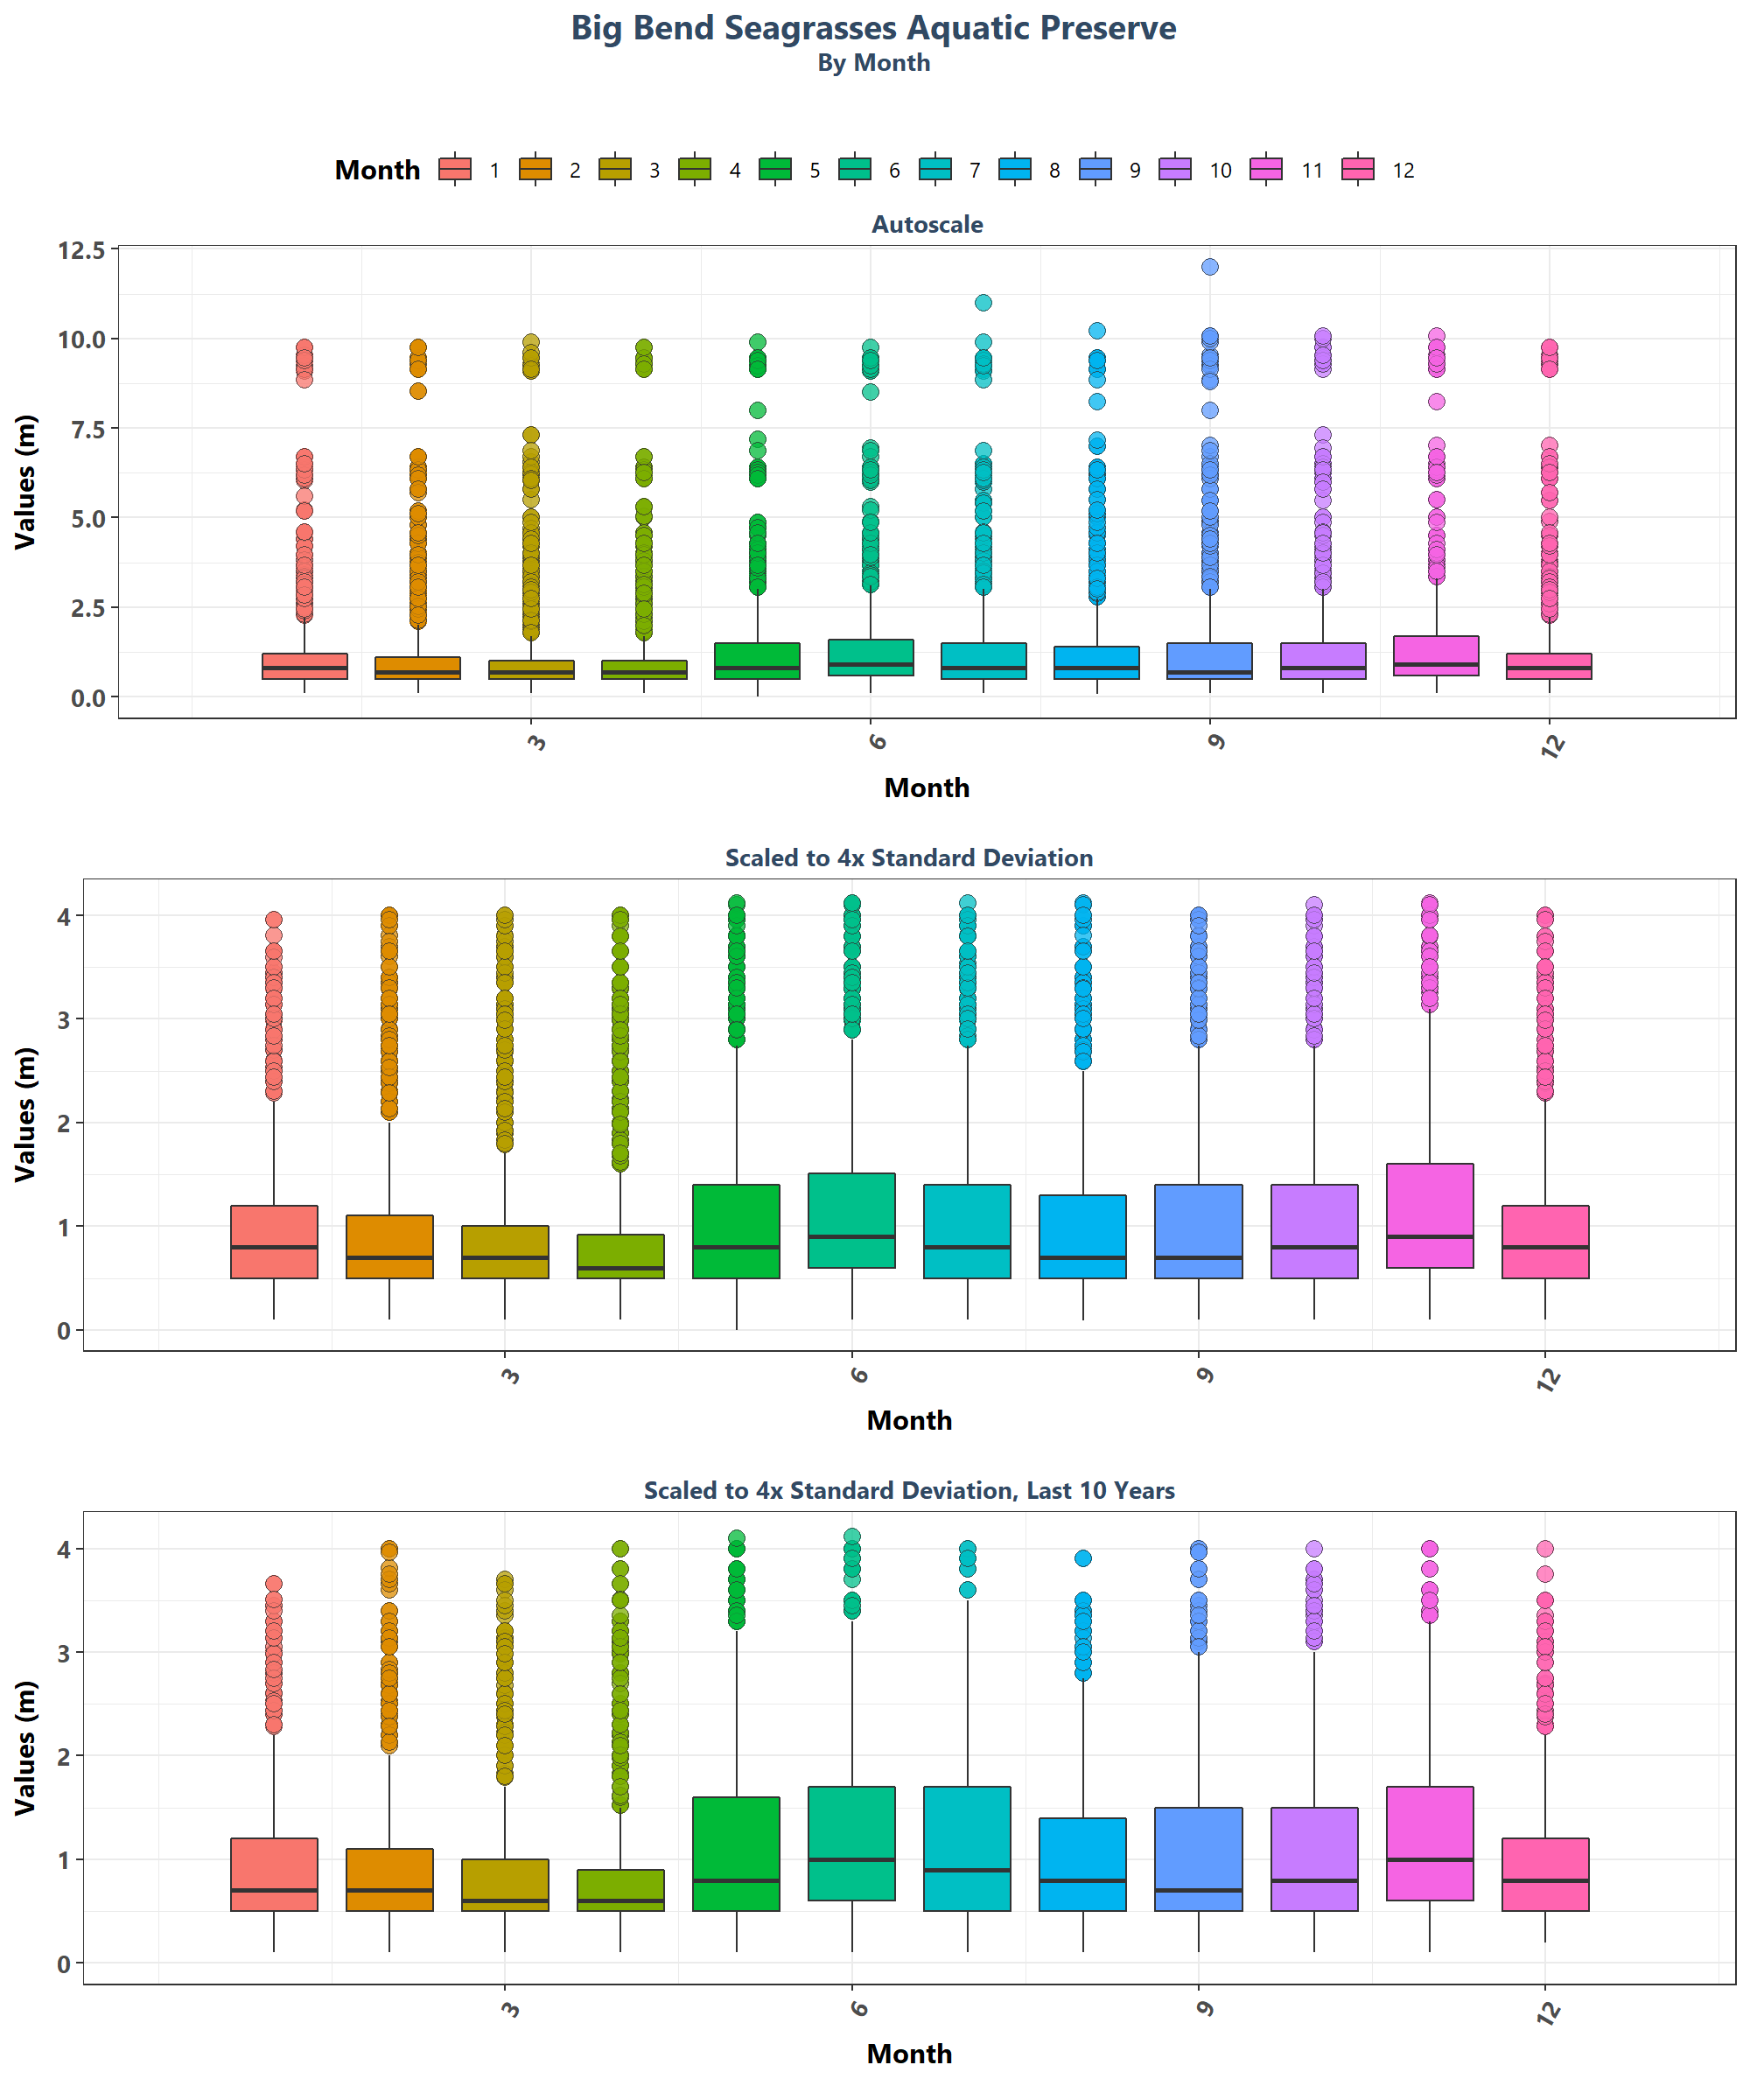 Big Bend Seagrasses Aquatic Preserve
By Month
Month 1 2 3 4 5 6 7 8 9 10 11 12
Autoscale
Values (m)
12.5
10.0
7.5
5.0
2.5
0.0
3 6 9 12
Month
Scaled to 4x Standard Deviation
Values (m)
4
3
2
1
0
3 6 9 12
Month
Scaled to 4x Standard Deviation, Last 10 Years
Values (m)
4
3
2
1
0
3 6 9 12
Month